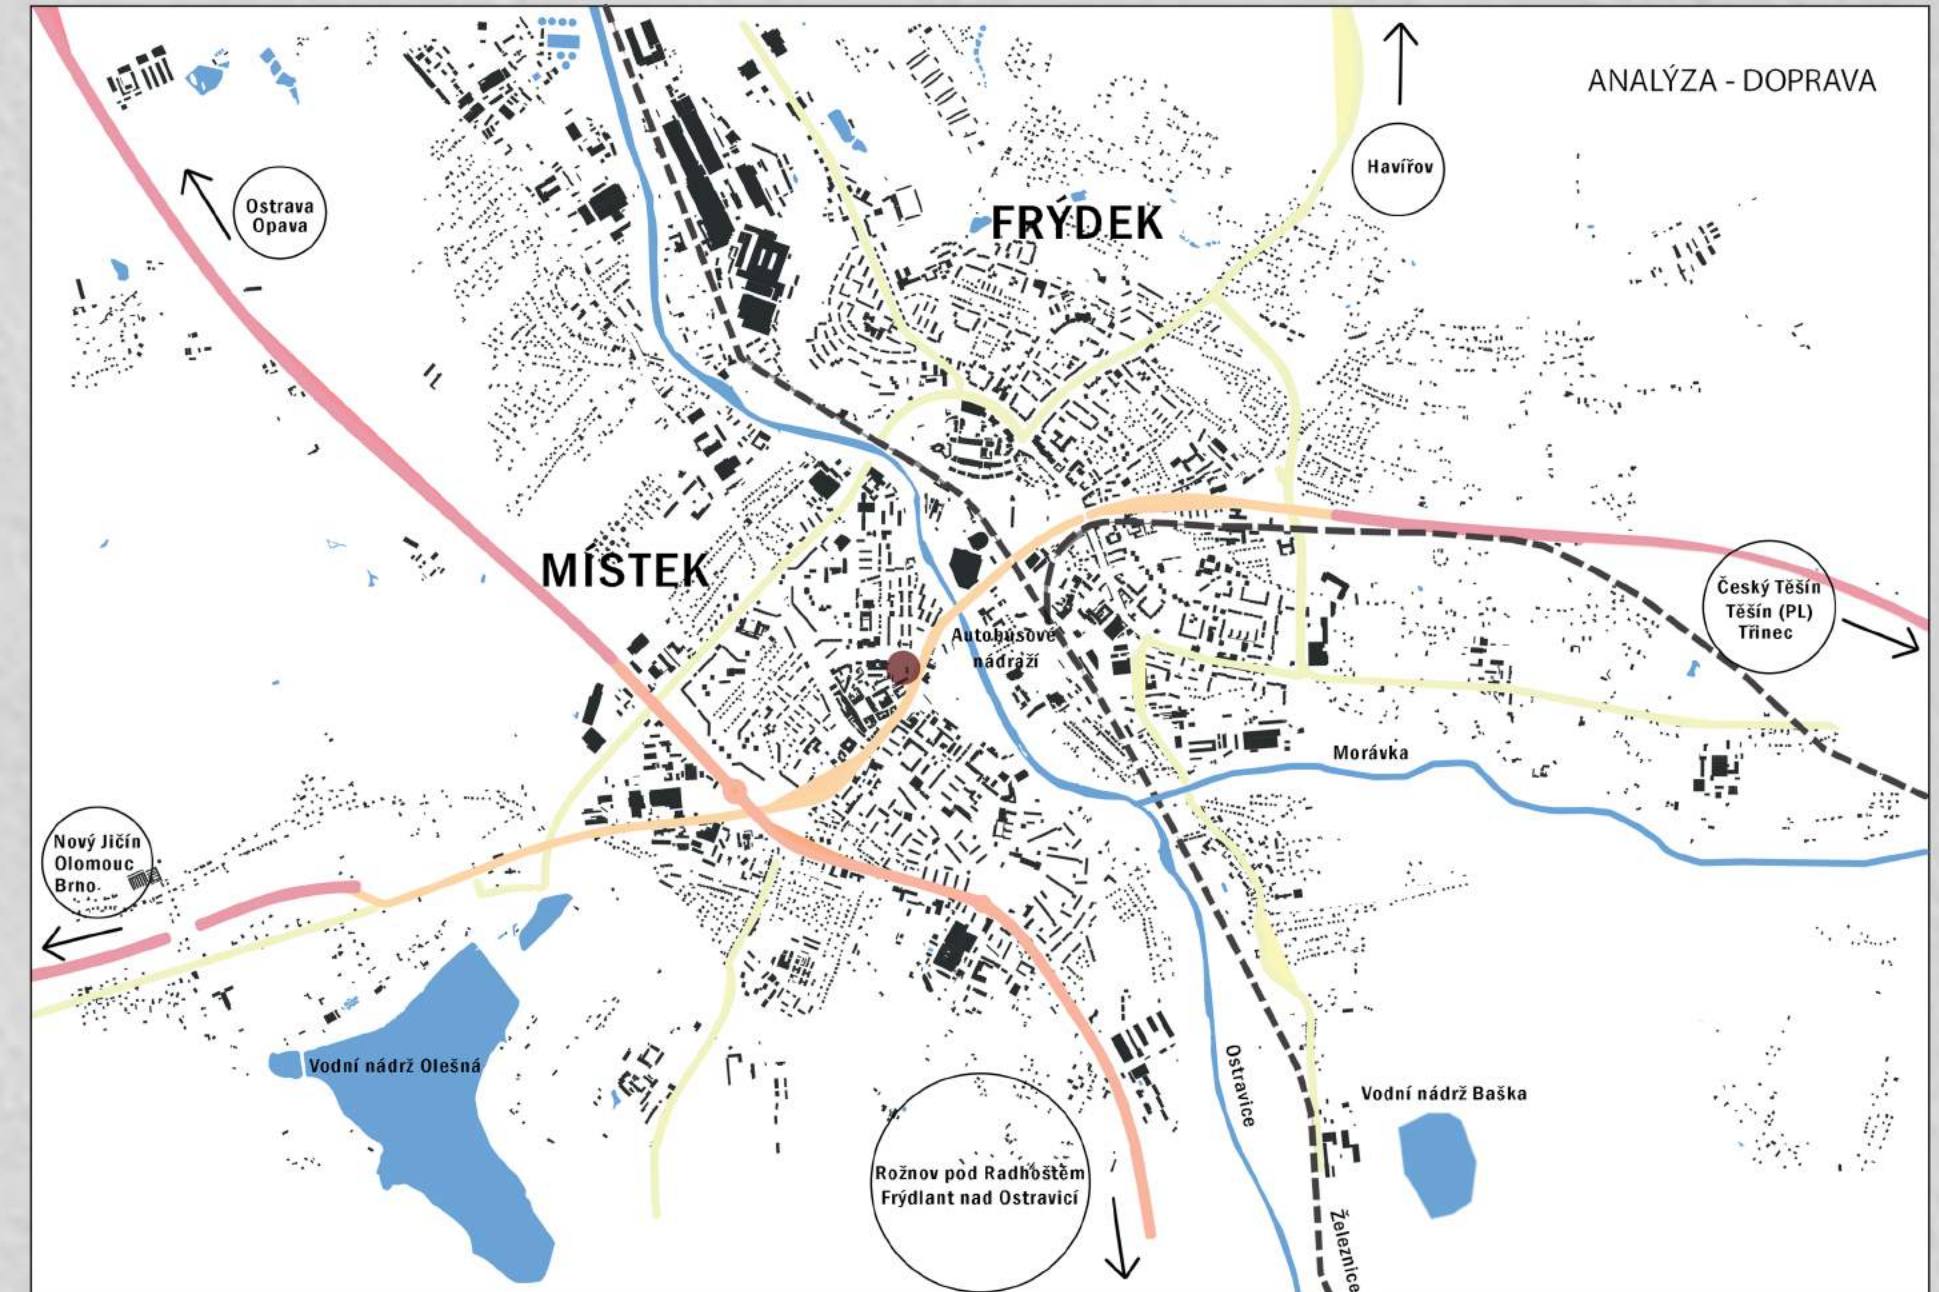 ANALÝZA - DOPRAVA
Havířov
Ostrava
Opava
FRÝDEK
MÍSTEK
Český Těšín
Těšín (PL)
Třinec
Autobusové
nádraží
Morávka
Nový Jičín
Olomouc
Brno
Vodní nádrž Olešná
Ostravice
Vodní nádrž Baška
Rožnov pod Radhoštěm
Frýdlant nad Ostravicí
Železnice